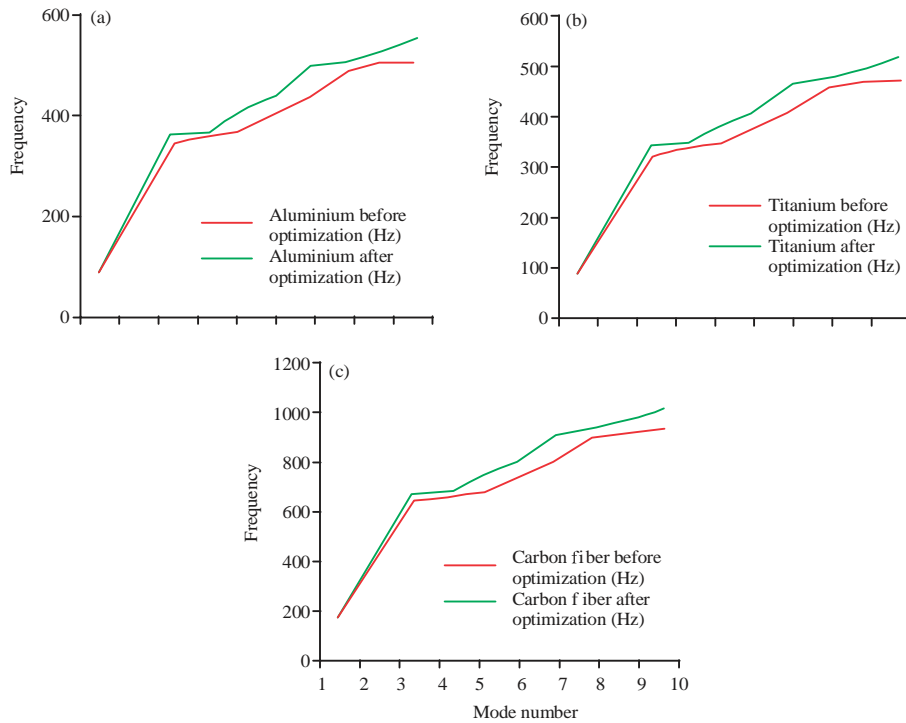 (a)
600
400
200
0
Frequency
Aluminium before
optimization (Hz)
Aluminium after
optimization (Hz)
(b)
600
500
400
300
200
100
0
Frequency
Titanium before
optimization (Hz)
Titanium after
optimization (Hz)
(c)
1200
1000
800
600
400
200
0
Frequency
Carbon fiber before
optimization (Hz)
Carbon fiber after
optimization (Hz)
1 2 3 4 5 6 7 8 9 10
Mode number